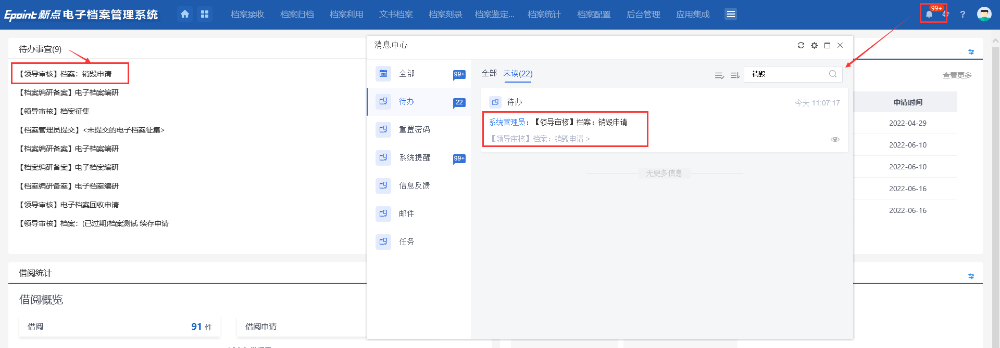 Epoint 新点 电子档案管理系统
档案接收 档案归档 档案利用 文书档案 档案刻录 档案鉴定... 档案统计 档案配置 后台管理 应用集成
99+
?
待办事宜(9)
【领导审核】档案：销毁申请
【档案编研备案】电子档案编研
【领导审核】档案征集
【档案管理员提交】<未提交的电子档案征集>
【档案编研备案】电子档案编研
【档案编研备案】电子档案编研
【档案编研备案】电子档案编研
【领导审核】电子档案回收申请
【领导审核】档案：(已过期)档案测试 续存申请
消息中心
全部 99+
待办 22
重置密码
系统提醒 99+
信息反馈
邮件
任务
全部 未读(22)
销毁
待办 今天 11:07:17
系统管理员：【领导审核】档案：销毁申请
【领导审核】档案：销毁申请 >
无更多信息
查看更多
申请时间
2022-04-29
2022-06-10
2022-06-10
2022-06-16
2022-06-16
借阅统计
借阅概览
借阅 91 件
借阅申请